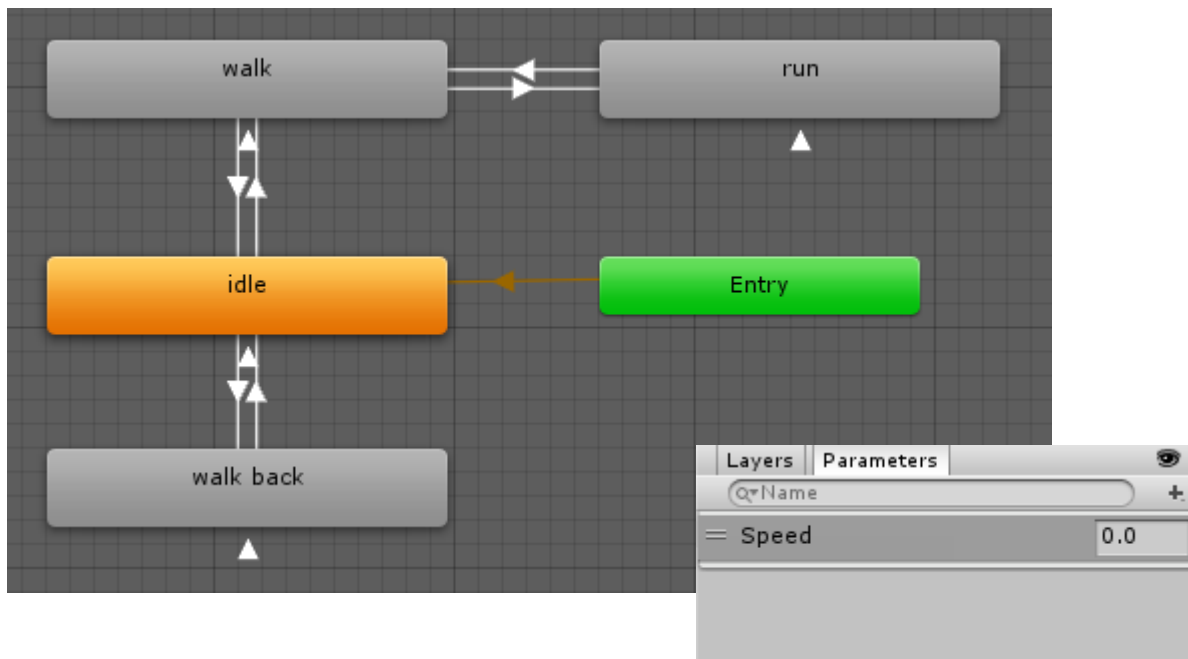 walk
run
idle
Entry
walk back
Layers
Parameters
Name
Speed
0.0